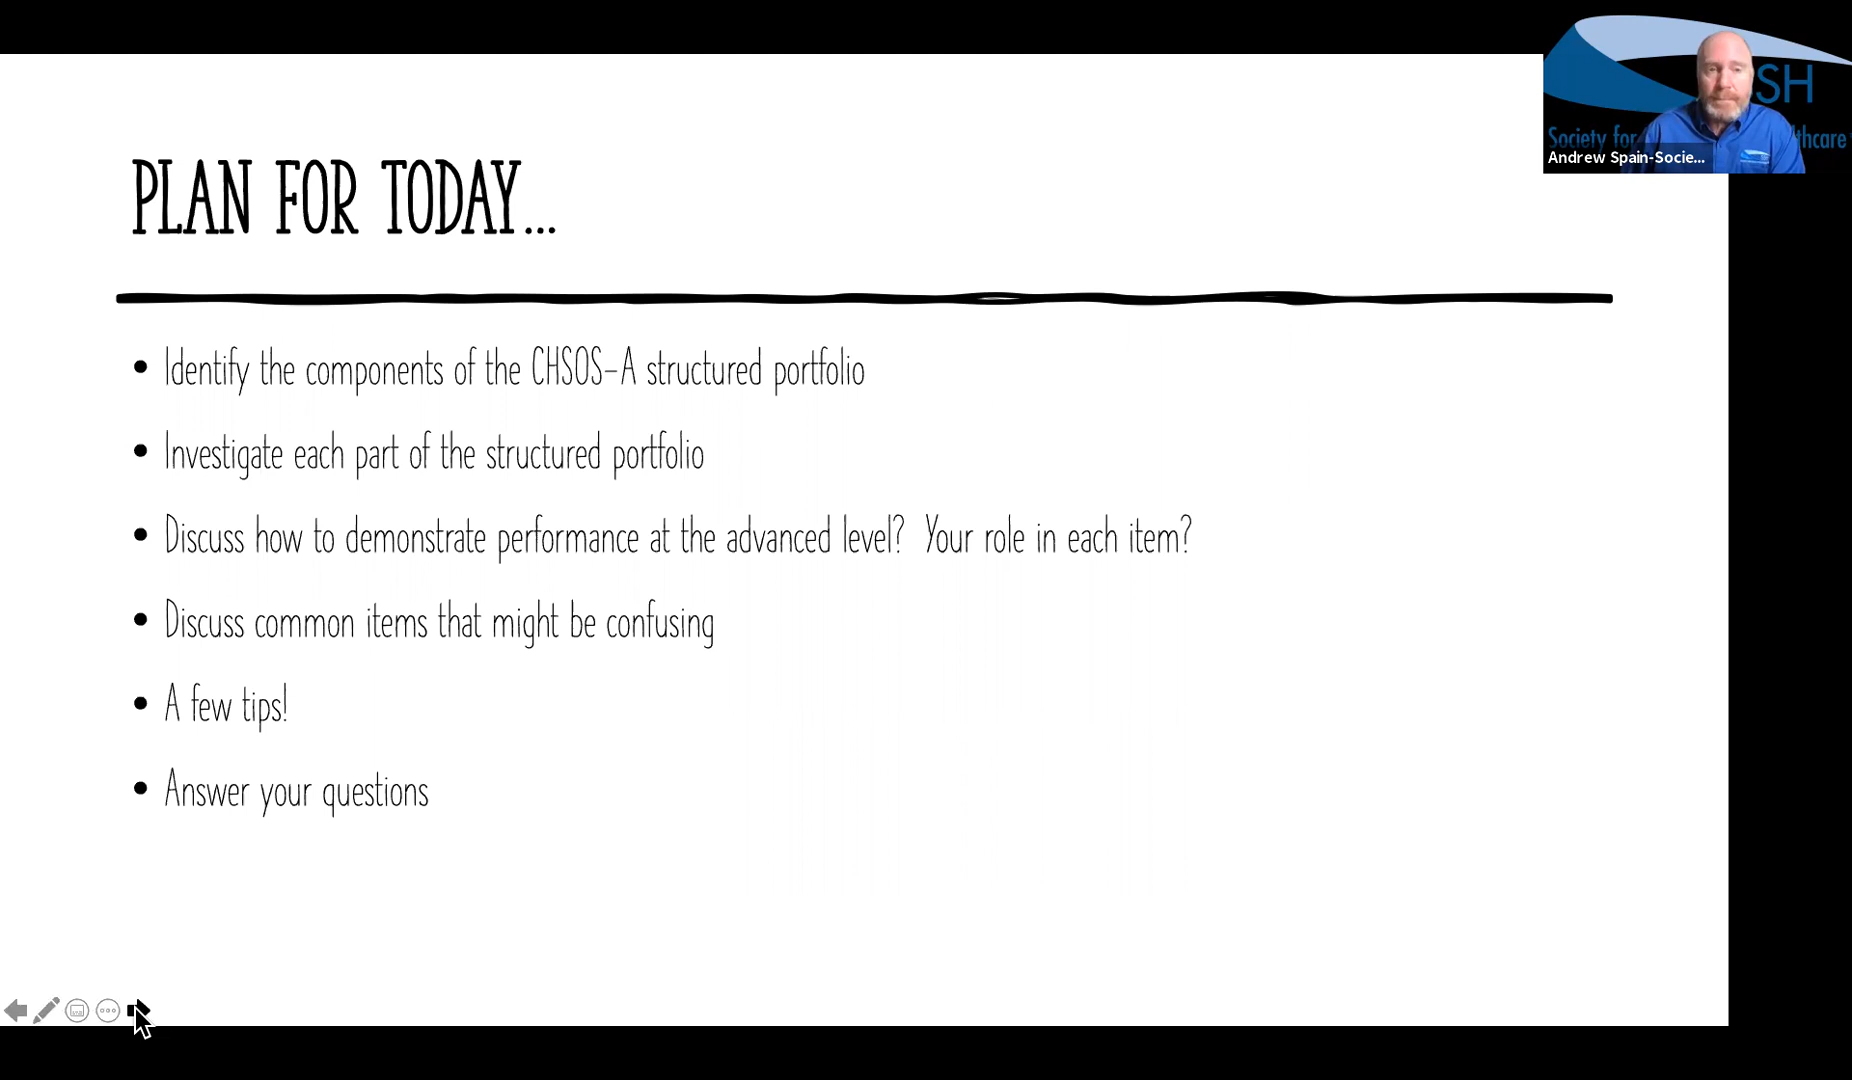 SH
Society for
thcare
Andrew Spain-Socie...
PLAN FOR TODAY...
• Identify the components of the CHSOS-A structured portfolio
• Investigate each part of the structured portfolio
• Discuss how to demonstrate performance at the advanced level? Your role in each item?
• Discuss common items that might be confusing
• A few tips!
• Answer your questions